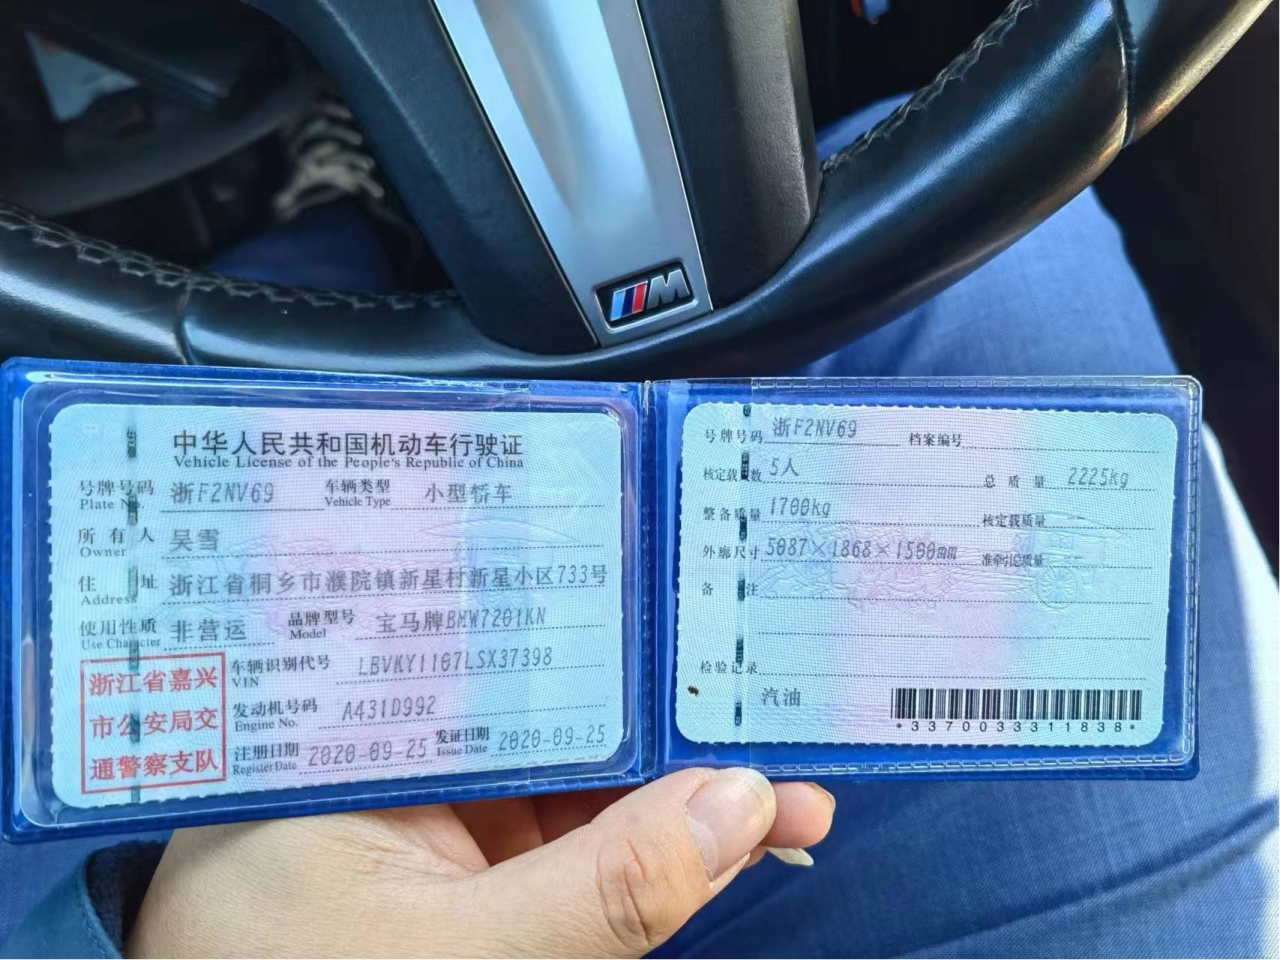 M
中华人民共和国机动车行驶证
Vehicle License of the People's Republic of China
号牌号码 浙F2NV69 车辆类型 小型轿车
Plate No. Vehicle Type
所有人 吴雪
Owner
住址 浙江省桐乡市濮院镇新星村新星小区733号
Address
使用性质 非营运 品牌型号 宝马牌BMW7201KN
Use Character Model
浙江省嘉兴
市公安局交
通警察支队
车辆识别代号 LBVKY1107LSX37398
VIN
发动机号码 A431D992
Engine No.
注册日期 2020-09-25 发证日期 2020-09-25
Register Date Issue Date
号牌号码 浙F2NV69 档案编号
核定载 数 5人 总质量 2225kg
整备质量 1700kg 核定载质量 --
外廓尺寸 5087×1868×1500mm 准牵引总质量 --
备注
检验记录
汽油
*3370033311838*